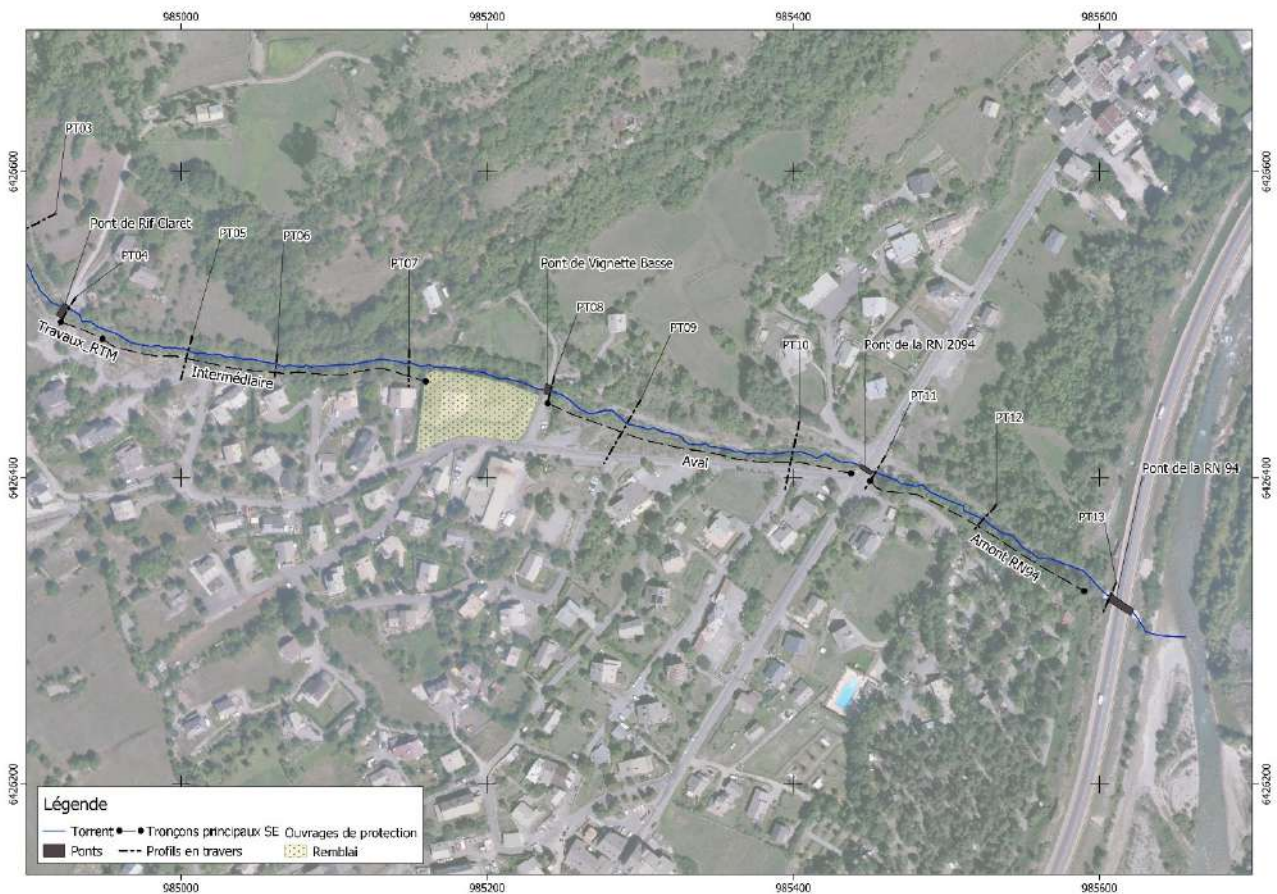 985000 985200 985400 985600
PT03
6426600 6426600
Pont de Rif Claret
PT05 PT06
PT04
PT07 Pont de Vignette Basse
PT08
PT09
Travaux_RTM
PT10 Pont de la RN 2094
Intermédiaire
PT11
PT12
Aval
6426400 6426400
Pont de la RN 94
PT13
Amont RN94
6426200 6426200
Légende
Torrent Tronçons principaux SE Ouvrages de protection
Ponts Profils en travers Remblai
985000 985200 985400 985600